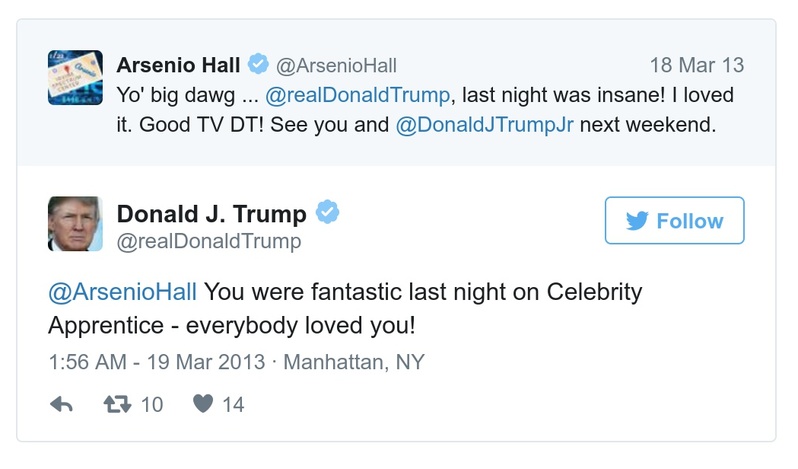 Arsenio Hall @ArsenioHall 18 Mar 13
Yo' big dawg ... @realDonaldTrump, last night was insane! I loved
it. Good TV DT! See you and @DonaldJTrumpJr next weekend.
Donald J. Trump
@realDonaldTrump
Follow
@ArsenioHall You were fantastic last night on Celebrity
Apprentice - everybody loved you!
1:56 AM - 19 Mar 2013 · Manhattan, NY
10 14